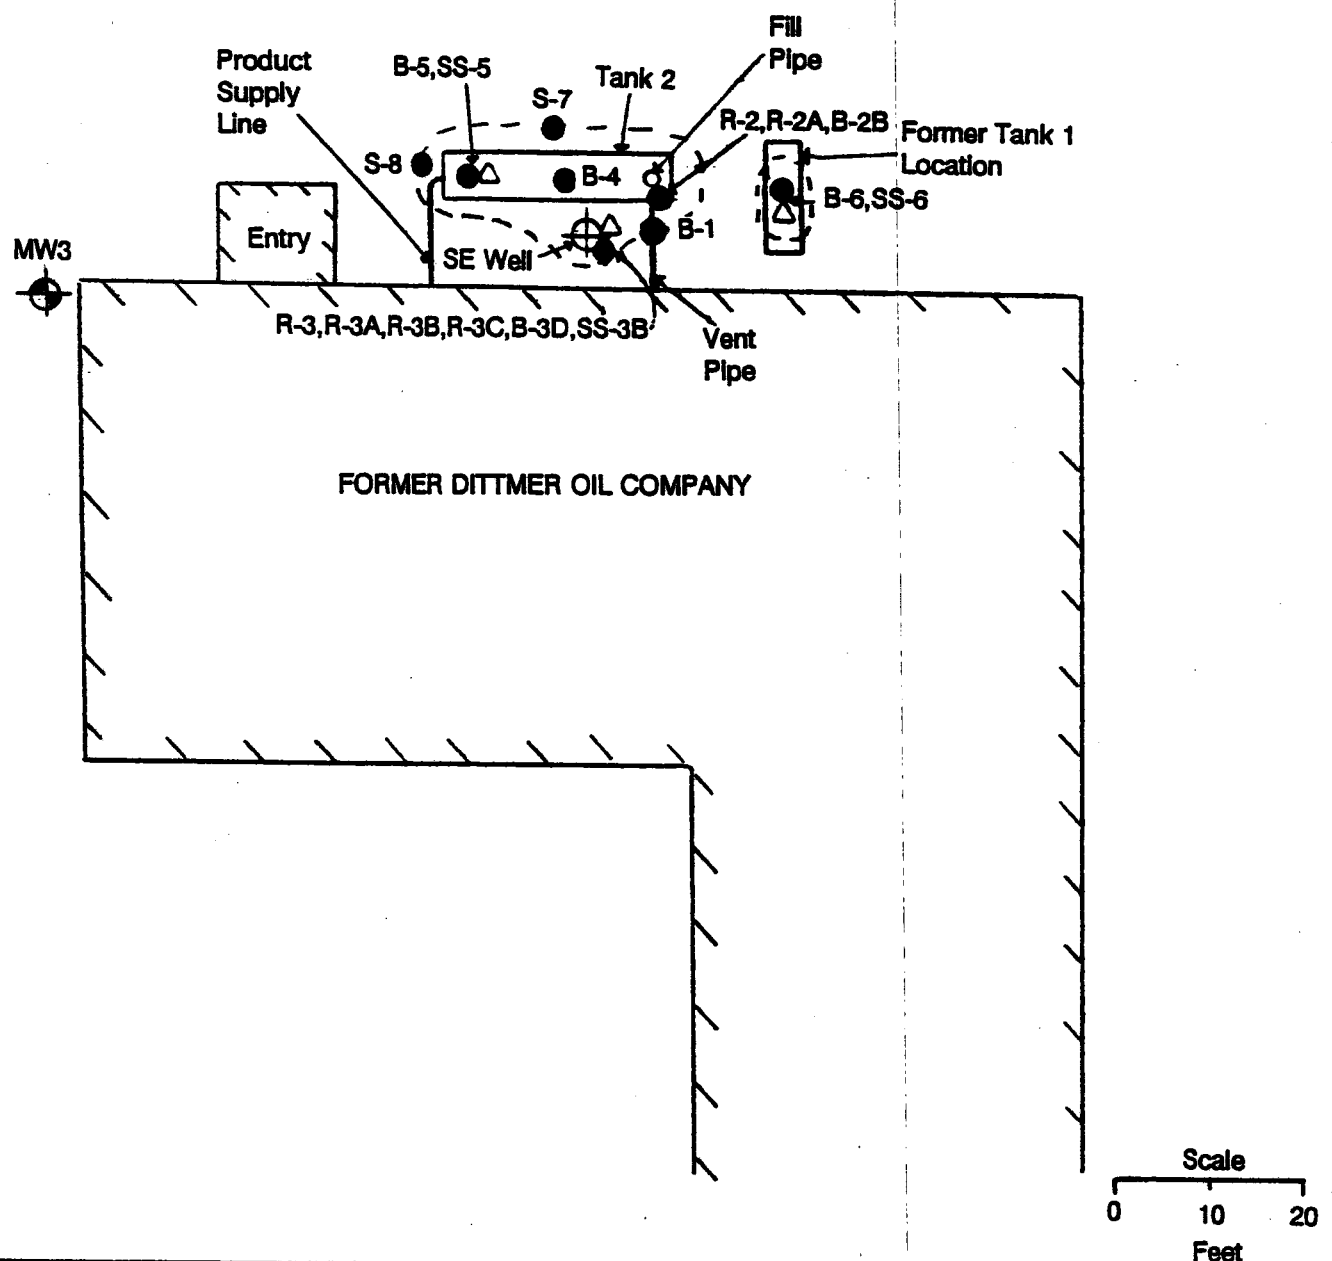 Fill
Pipe
Product
Supply
Line
B-5,SS-5
Tank 2
S-7
R-2,R-2A,B-2B
Former Tank 1
Location
S-8
B-4
B-6,SS-6
B-1
Entry
MW3
SE Well
R-3,R-3A,R-3B,R-3C,B-3D,SS-3B
Vent
Pipe
FORMER DITTMER OIL COMPANY
Scale
0 10 20
Feet